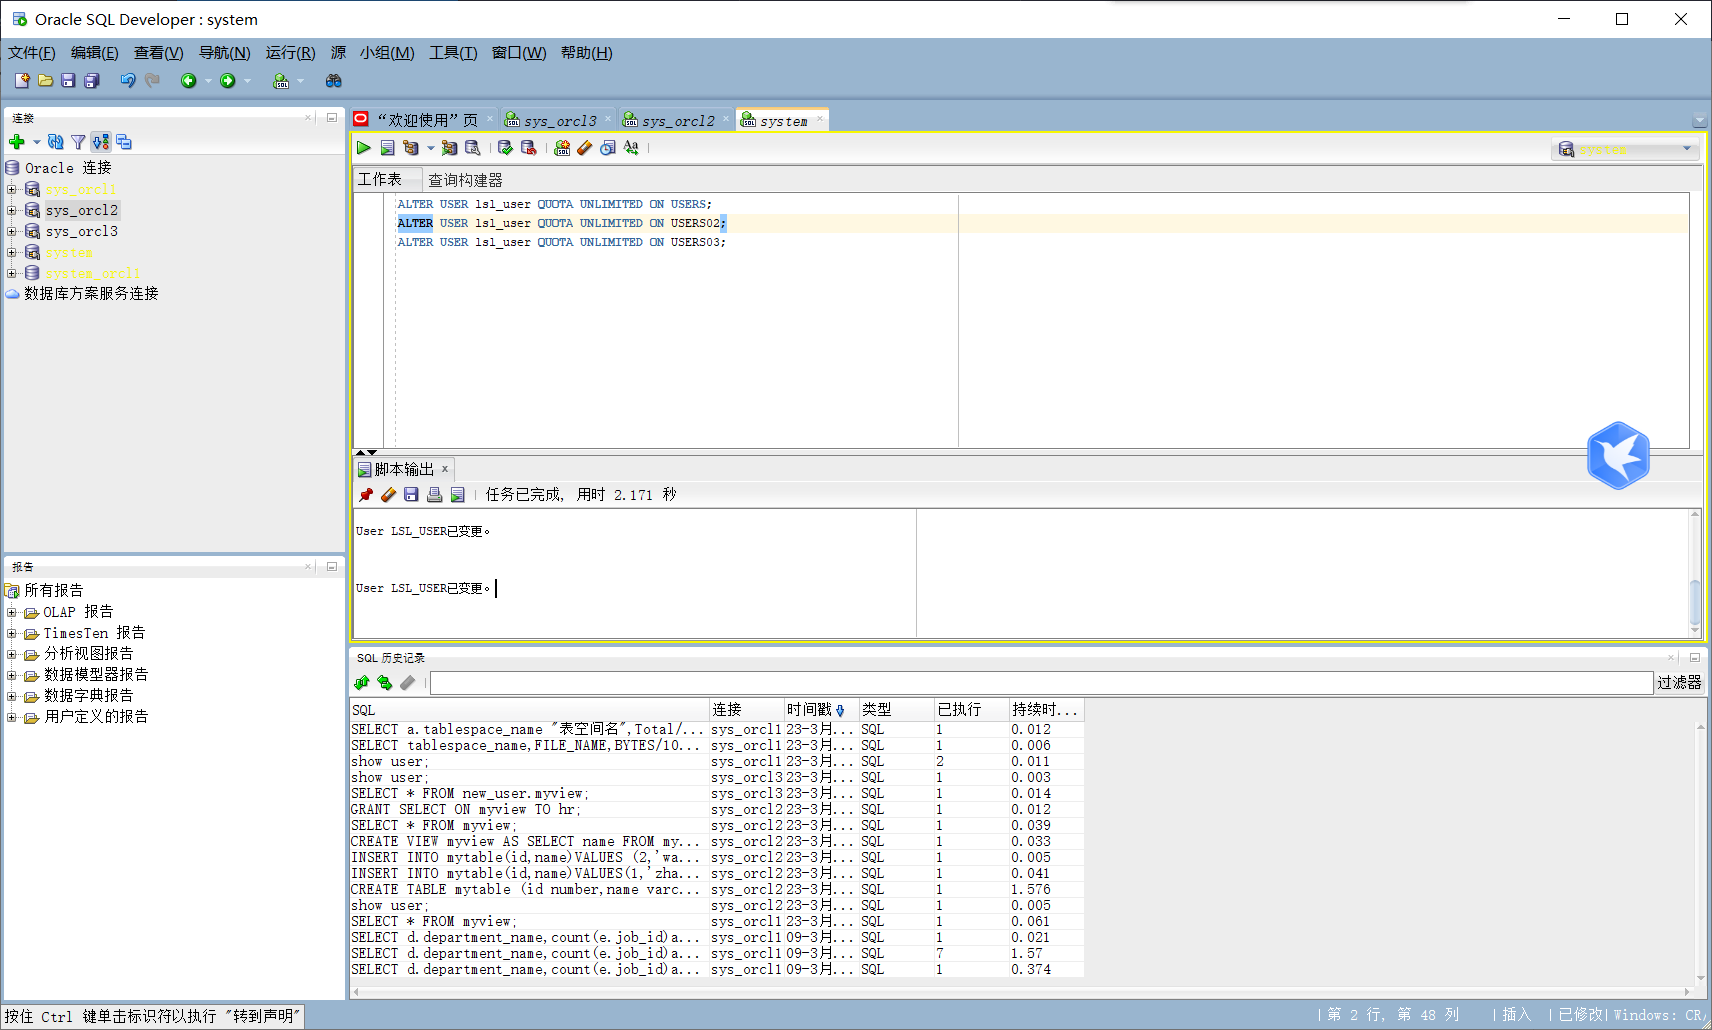 Oracle SQL Developer : system
文件(F) 编辑(E) 查看(V) 导航(N) 运行(R) 源 小组(M) 工具(T) 窗口(W) 帮助(H)
连接
Oracle 连接
sys_orcl1
sys_orcl2
sys_orcl3
system
system_orcl1
数据库方案服务连接
报告
所有报告
OLAP 报告
TimesTen 报告
分析视图报告
数据模型器报告
数据字典报告
用户定义的报告
“欢迎使用”页 sys_orcl3 sys_orcl2 system
system
工作表 查询构建器
ALTER USER lsl_user QUOTA UNLIMITED ON USERS;
ALTER USER lsl_user QUOTA UNLIMITED ON USERS02;
ALTER USER lsl_user QUOTA UNLIMITED ON USERS03;
脚本输出
任务已完成, 用时 2.171 秒
User LSL_USER已变更。
User LSL_USER已变更。
SQL 历史记录
过滤器
SQL 连接 时间戳 类型 已执行 持续时...
SELECT a.tablespace_name "表空间名",Total/... sys_orcl1 23-3月... SQL 1 0.012
SELECT tablespace_name,FILE_NAME,BYTES/10... sys_orcl1 23-3月... SQL 1 0.006
show user; sys_orcl1 23-3月... SQL 2 0.011
show user; sys_orcl3 23-3月... SQL 1 0.003
SELECT * FROM new_user.myview; sys_orcl3 23-3月... SQL 1 0.014
GRANT SELECT ON myview TO hr; sys_orcl2 23-3月... SQL 1 0.012
SELECT * FROM myview; sys_orcl2 23-3月... SQL 1 0.039
CREATE VIEW myview AS SELECT name FROM my... sys_orcl2 23-3月... SQL 1 0.033
INSERT INTO mytable(id,name)VALUES (2,'wa... sys_orcl2 23-3月... SQL 1 0.005
INSERT INTO mytable(id,name)VALUES(1,'zha... sys_orcl2 23-3月... SQL 1 0.041
CREATE TABLE mytable (id number,name varc... sys_orcl2 23-3月... SQL 1 1.576
show user; sys_orcl2 23-3月... SQL 1 0.005
SELECT * FROM myview; sys_orcl1 23-3月... SQL 1 0.061
SELECT d.department_name,count(e.job_id)a... sys_orcl1 09-3月... SQL 1 0.021
SELECT d.department_name,count(e.job_id)a... sys_orcl1 09-3月... SQL 7 1.57
SELECT d.department_name,count(e.job_id)a... sys_orcl1 09-3月... SQL 1 0.374
按住 Ctrl 键单击标识符以执行 "转到声明"
第 2 行, 第 48 列 | 插入 | 已修改| Windows: CR/